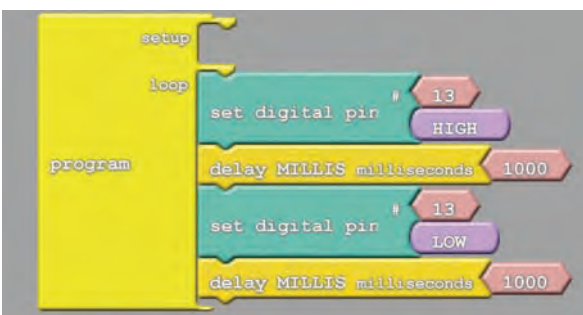 setup
loop
program
set digital pin # 13
HIGH
delay MILLIS milliseconds 1000
set digital pin # 13
LOW
delay MILLIS milliseconds 1000